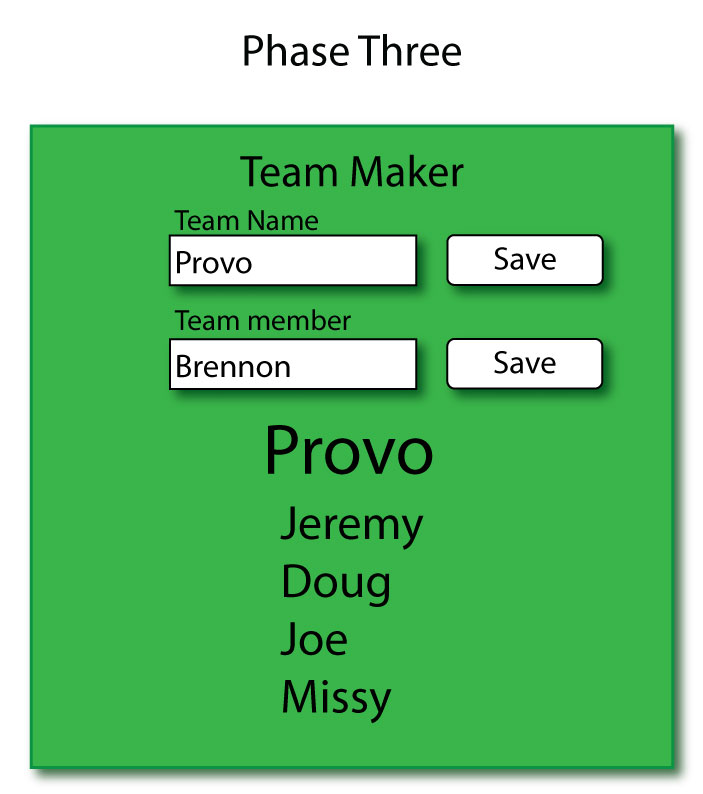 Phase Three
Team Maker
Team Name
Provo
Save
Team member
Brennon
Save
Provo
Jeremy
Doug
Joe
Missy